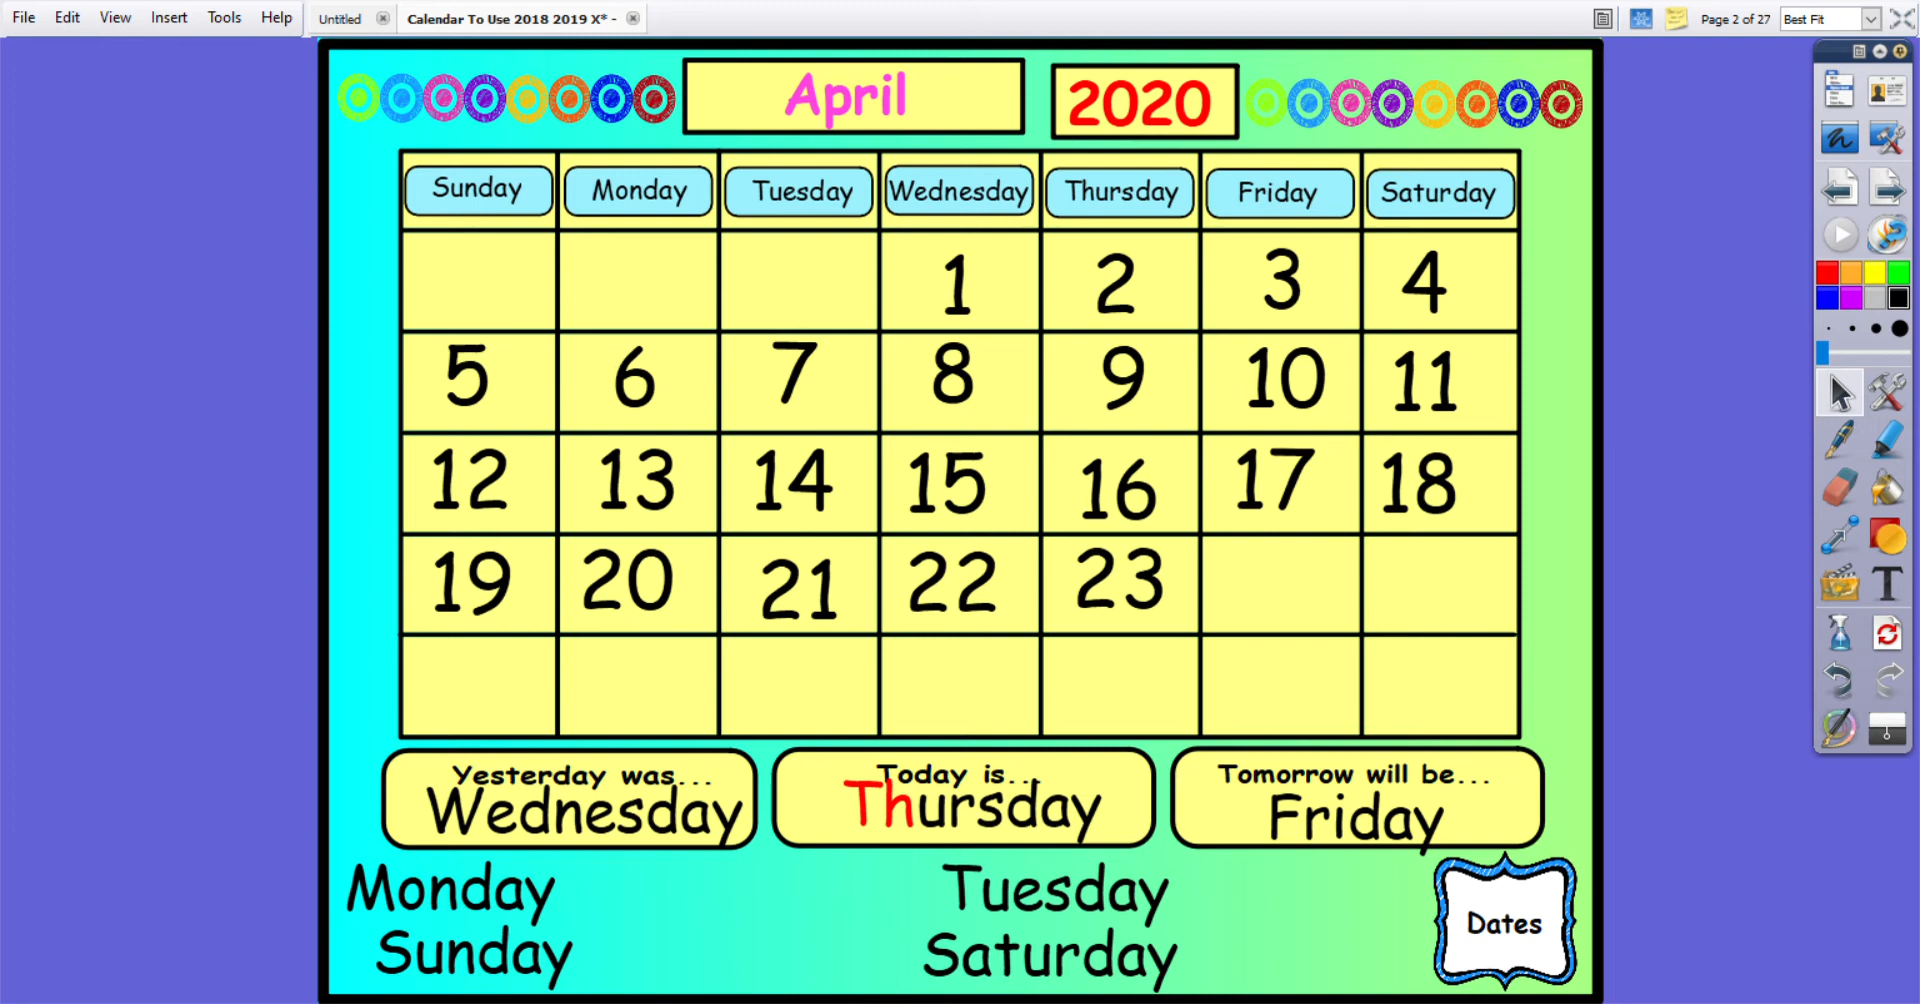 File Edit View Insert Tools Help Untitled Calendar To Use 2018 2019 X* - Page 2 of 27 Best Fit
April 2020
Sunday Monday Tuesday Wednesday Thursday Friday Saturday
1 2 3 4
5 6 7 8 9 10 11
12 13 14 15 16 17 18
19 20 21 22 23
Yesterday was... Today is... Tomorrow will be...
Wednesday Thursday Friday
Monday Tuesday
Dates
Sunday Saturday